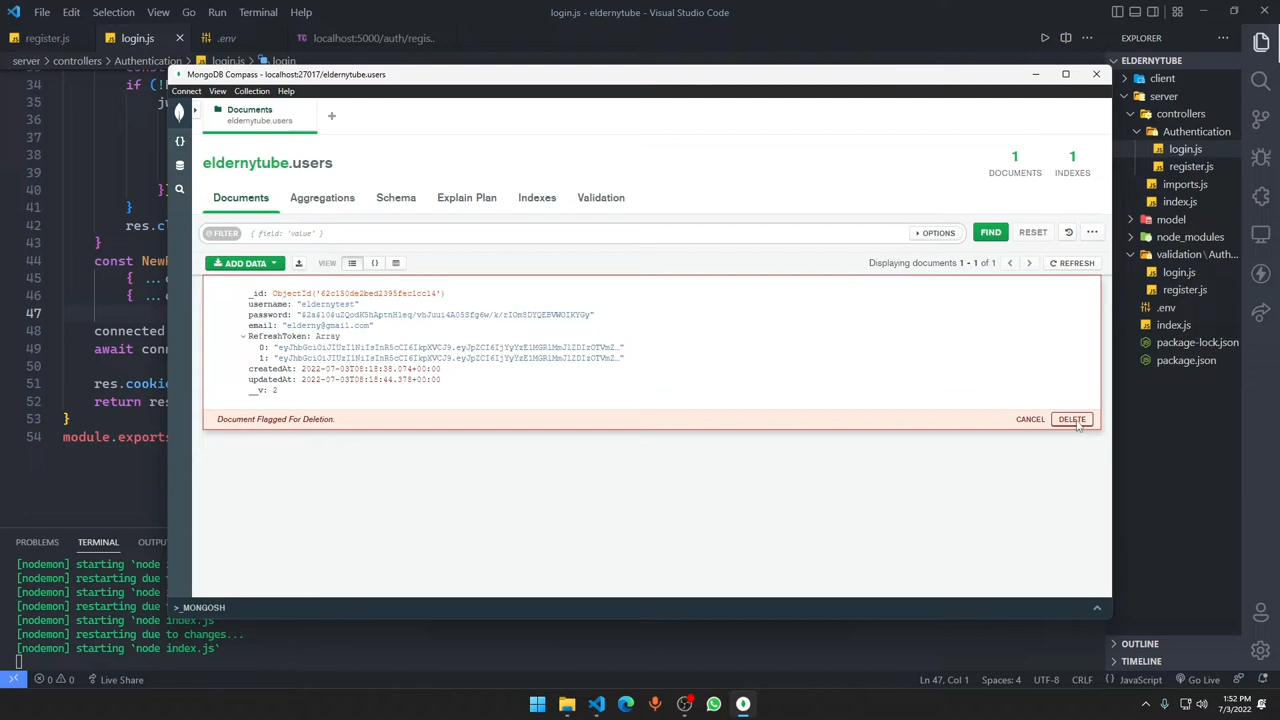 File Edit Selection View Go Run Terminal Help
login.js - eldernytube - Visual Studio Code
register.js
login.js
.env
localhost:5000/auth/regis..
EXPLORER
server > controllers > Authentication > login.js > login
ELDERNYTUBE
34 if (!
35 jw
36
37
38
39
40 })
41 }
42 res.cl
43 }
44 const NewR
45 { ...c
46 { ...c
47
48 connected
49 await conn
50
51 res.cookie
52 return res
53 }
54 module.exports
MongoDB Compass - localhost:27017/eldernytube.users
Connect View Collection Help
Documents
eldernytube.users
eldernytube.users
1
DOCUMENTS
1
INDEXES
Documents Aggregations Schema Explain Plan Indexes Validation
FILTER { field: 'value' }
OPTIONS
FIND
RESET
ADD DATA
VIEW
Displaying documents 1 - 1 of 1
REFRESH
username: "eldernytest"
email: "elderny@gmail.com"
RefreshToken: Array
createdAt: 2022-07-03T08:18:38.074+00:00
updatedAt: 2022-07-03T08:18:44.378+00:00
__v: 2
Document Flagged For Deletion.
CANCEL
DELETE
>_MONGOSH
client
server
controllers
Authentication
login.js
register.js
imports.js
index.js
model
node_modules
validation\Auth...
login.js
register.js
.env
index.js
package-lock.json
package.json
OUTLINE
TIMELINE
PROBLEMS TERMINAL OUTPU
[nodemon] starting `node i
[nodemon] restarting due t
[nodemon] starting `node i
[nodemon] restarting due t
[nodemon] starting `node index.js`
[nodemon] restarting due to changes...
[nodemon] starting `node index.js`
0 0 Live Share
Ln 47, Col 1 Spaces: 4 UTF-8 CRLF {} JavaScript Go Live
1:52 PM
7/3/2022